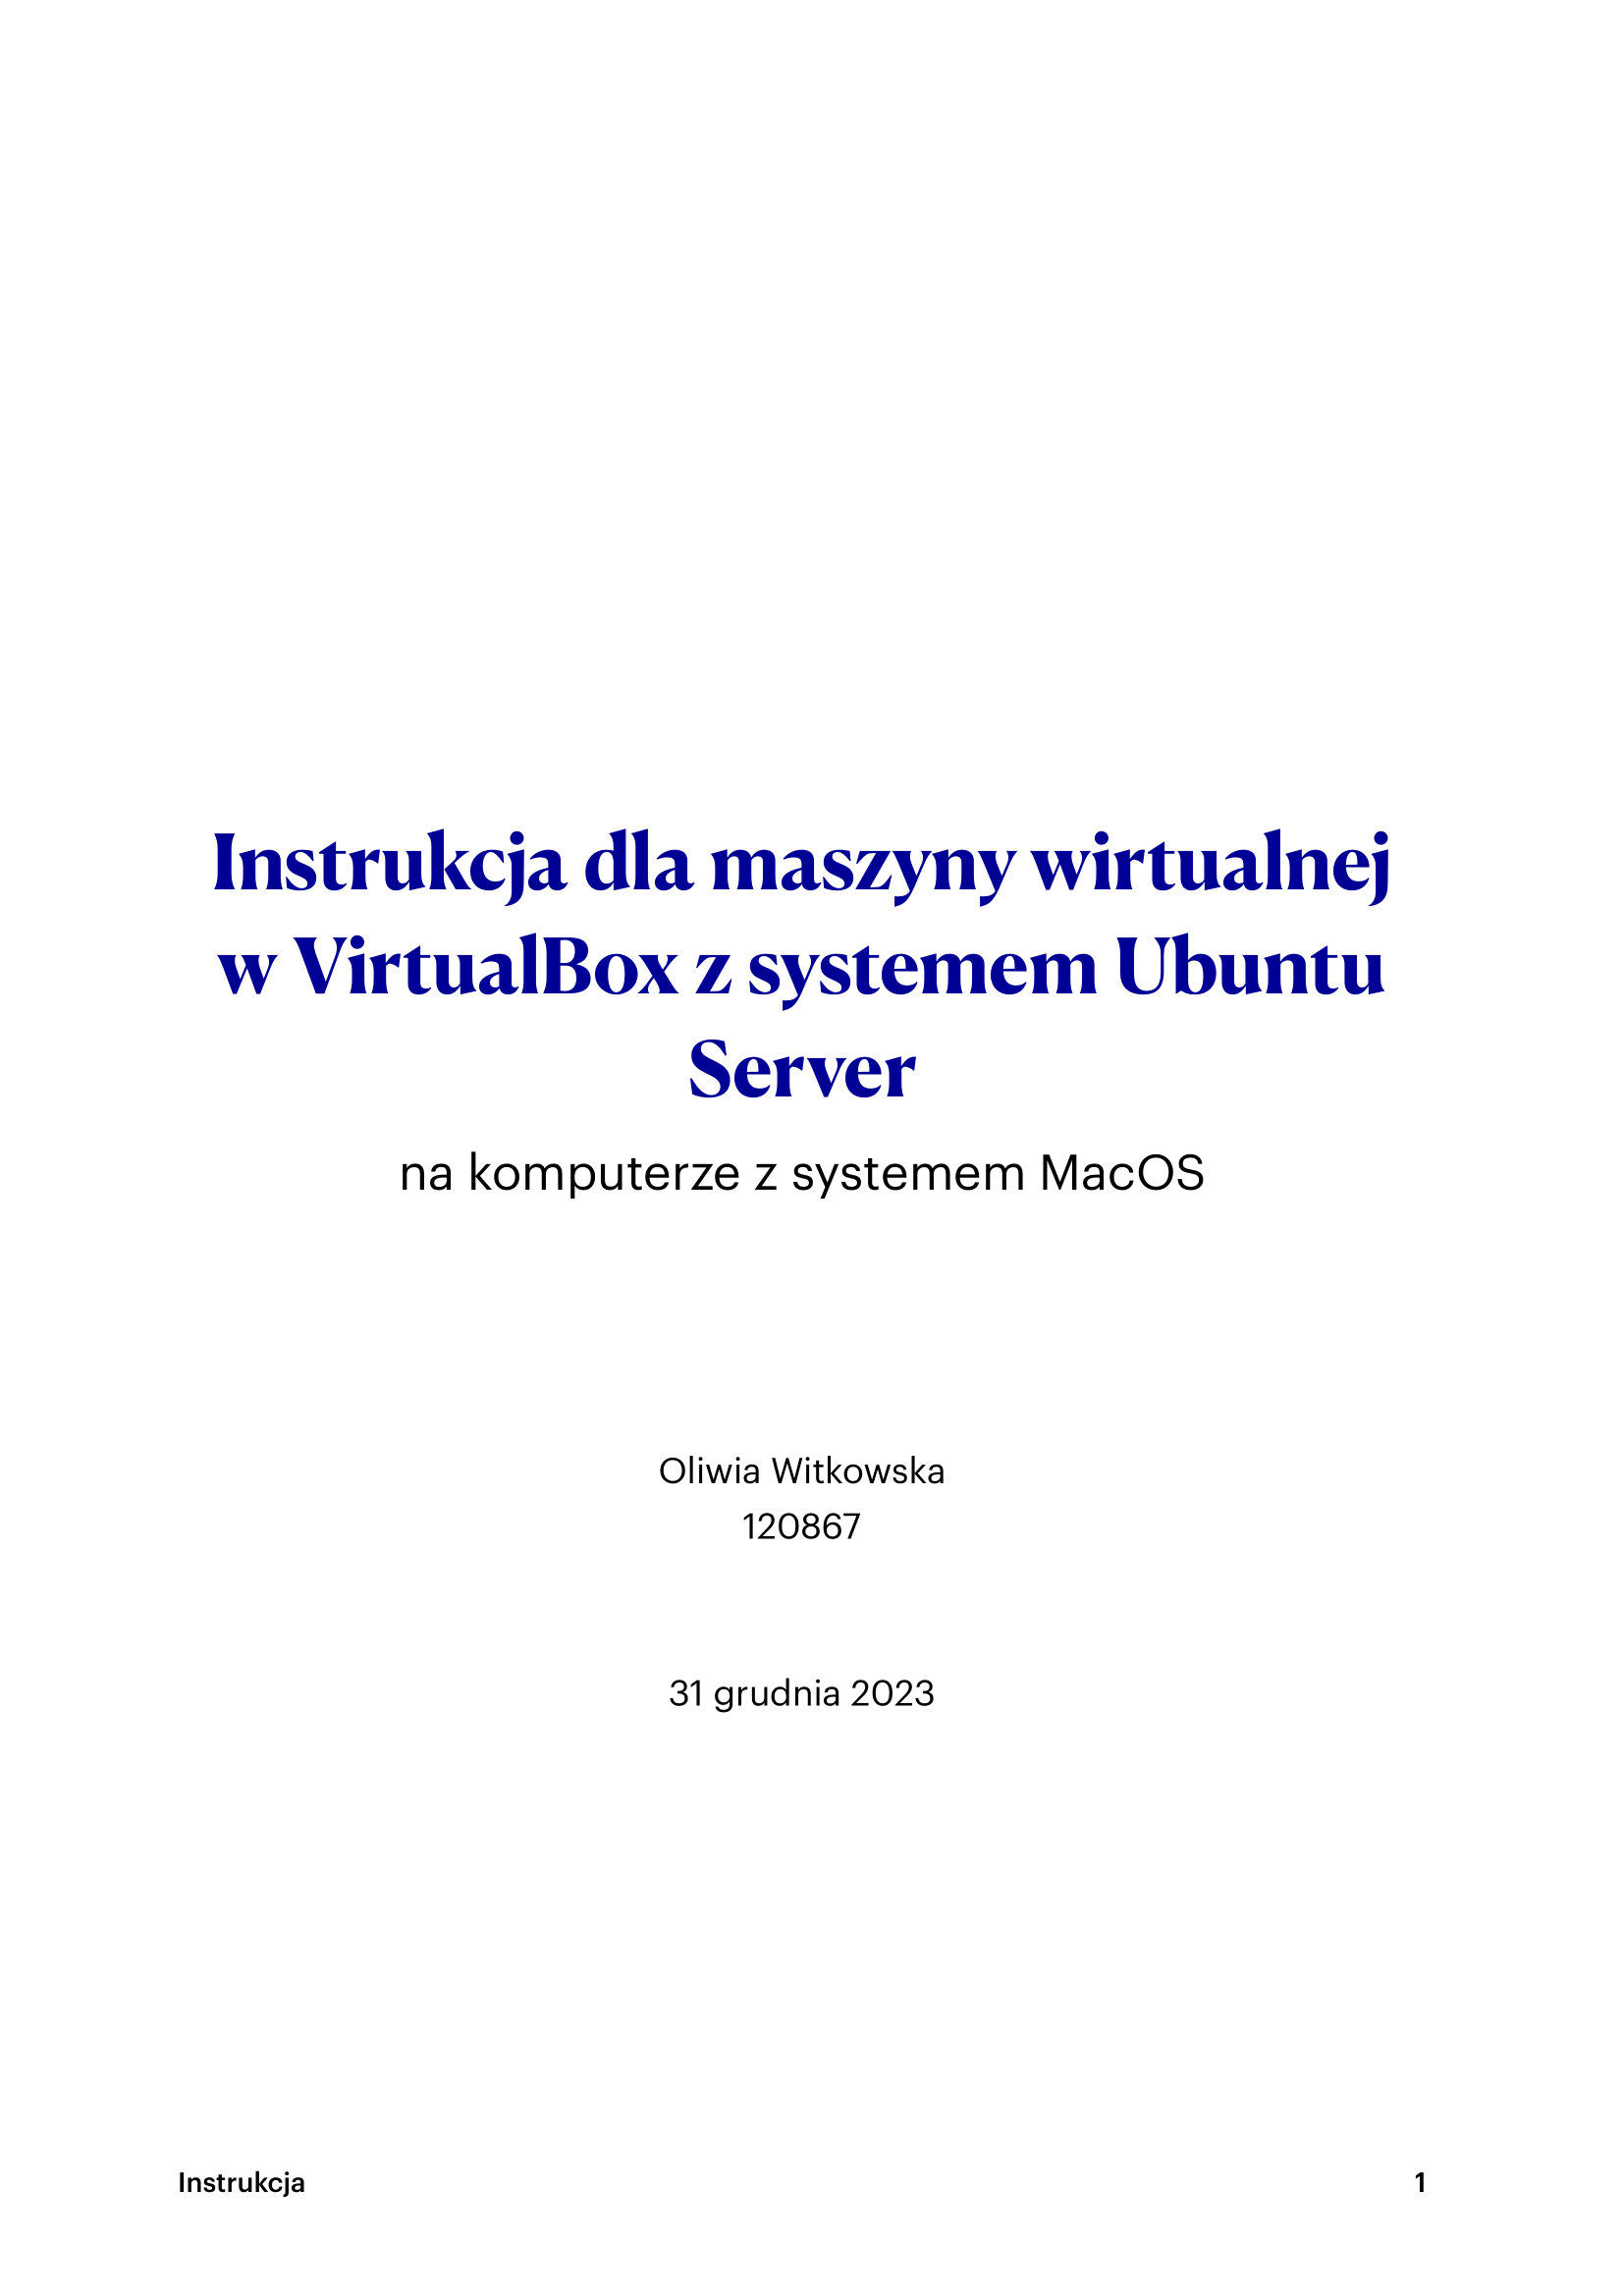 Instrukcja dla maszyny wirtualnej
w VirtualBox z systemem Ubuntu
Server
na komputerze z systemem MacOS
Oliwia Witkowska
120867
31 grudnia 2023
Instrukcja 1